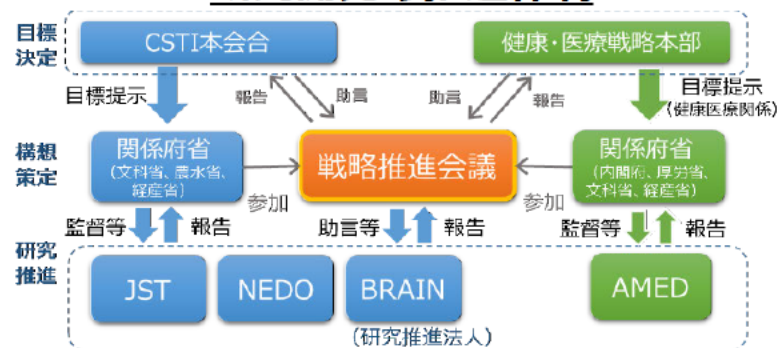 目標
決定
CSTI本会合
健康・医療戦略本部
目標提示
報告
助言
助言
報告
目標提示
(健康医療関係)
構想
策定
関係府省
(文科省、農水省、
経産省)
参加
戦略推進会議
参加
関係府省
(内閣府、厚労省、
文科省、経産省)
監督等
報告
助言等
報告
監督等
報告
研究
推進
JST
NEDO
BRAIN
AMED
(研究推進法人)